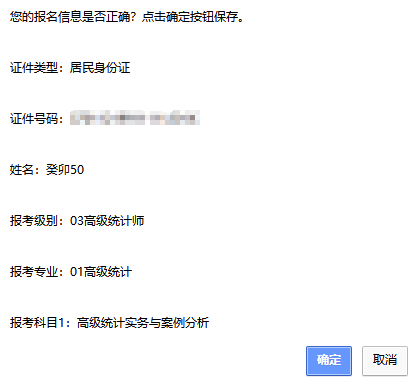 您的报名信息是否正确？点击确定按钮保存。
证件类型：居民身份证
证件号码：
姓名：癸卯50
报考级别：03高级统计师
报考专业：01高级统计
报考科目1：高级统计实务与案例分析
确定 取消